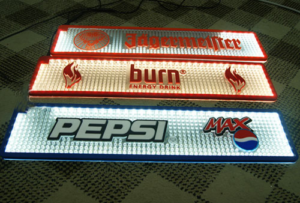 Jägermeister
burn®
ENERGY DRINK
PEPSI MAX